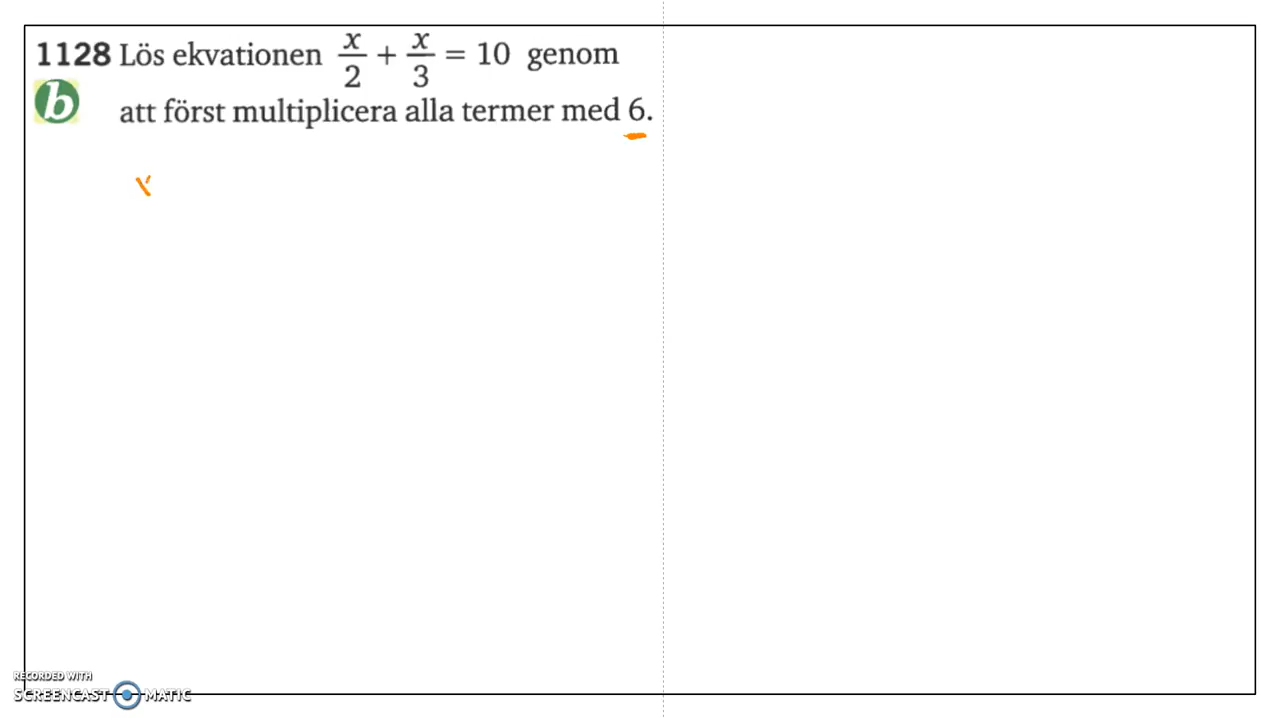 1128 Lös ekvationen x/2 + x/3 = 10 genom
b
att först multiplicera alla termer med 6.
x
RECORDED WITH
SCREENCAST MATIC